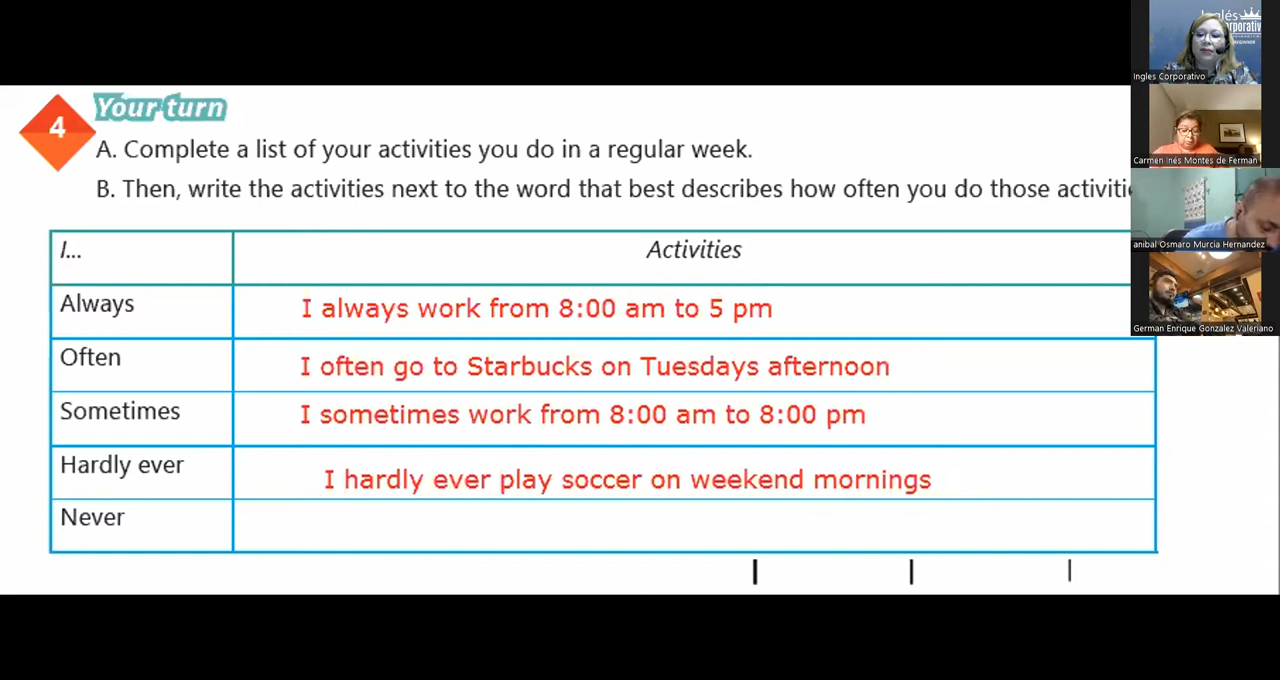 4
Your turn
A. Complete a list of your activities you do in a regular week.
B. Then, write the activities next to the word that best describes how often you do those
I...
Activities
Always
I always work from 8:00 am to 5 pm
Often
I often go to Starbucks on Tuesdays afternoon
Sometimes
I sometimes work from 8:00 am to 8:00 pm
Hardly ever
I hardly ever play soccer on weekend mornings
Never
Inglés
Ingles Corporativo
Carmen Inés Montes de Ferman
anibal Osmaro Murcia Hernandez
German Enrique Gonzalez Valeriano